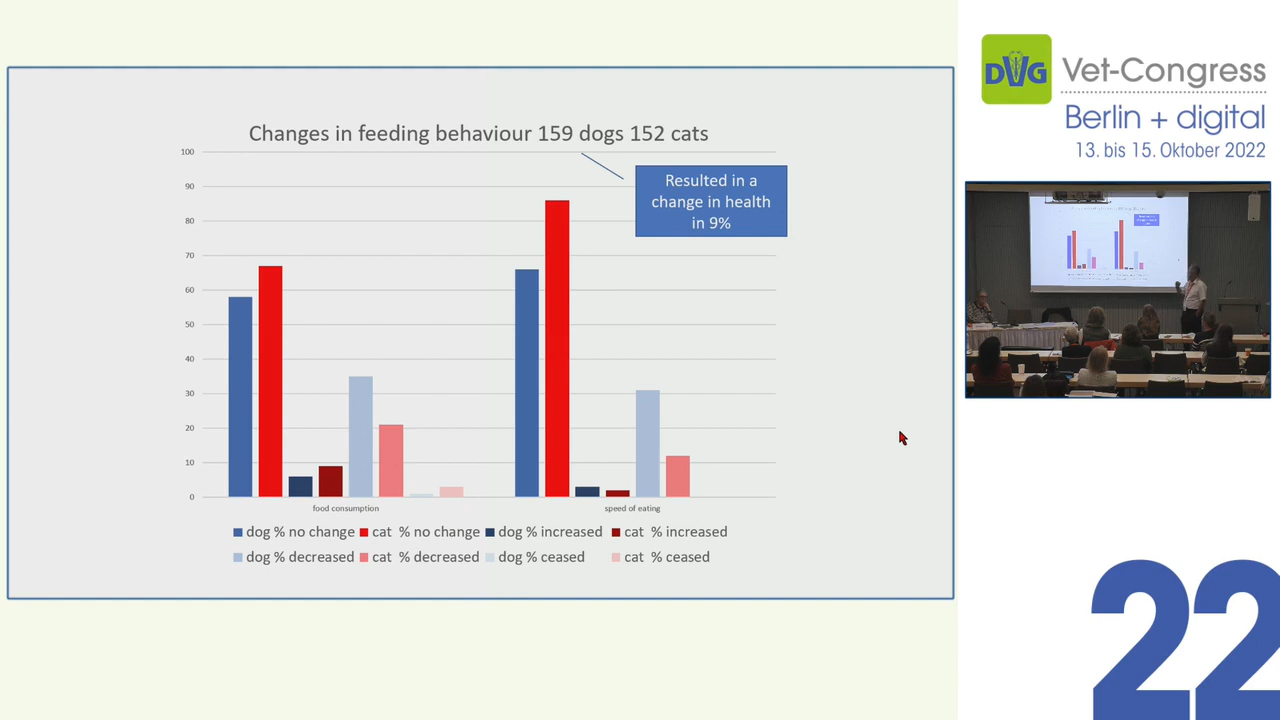 Changes in feeding behaviour 159 dogs 152 cats
100
90
80
70
60
50
40
30
20
10
0
Resulted in a
change in health
in 9%
food consumption
speed of eating
dog % no change cat % no change dog % increased cat % increased
dog % decreased cat % decreased dog % ceased cat % ceased
DVG
Vet-Congress
Berlin + digital
13. bis 15. Oktober 2022
22